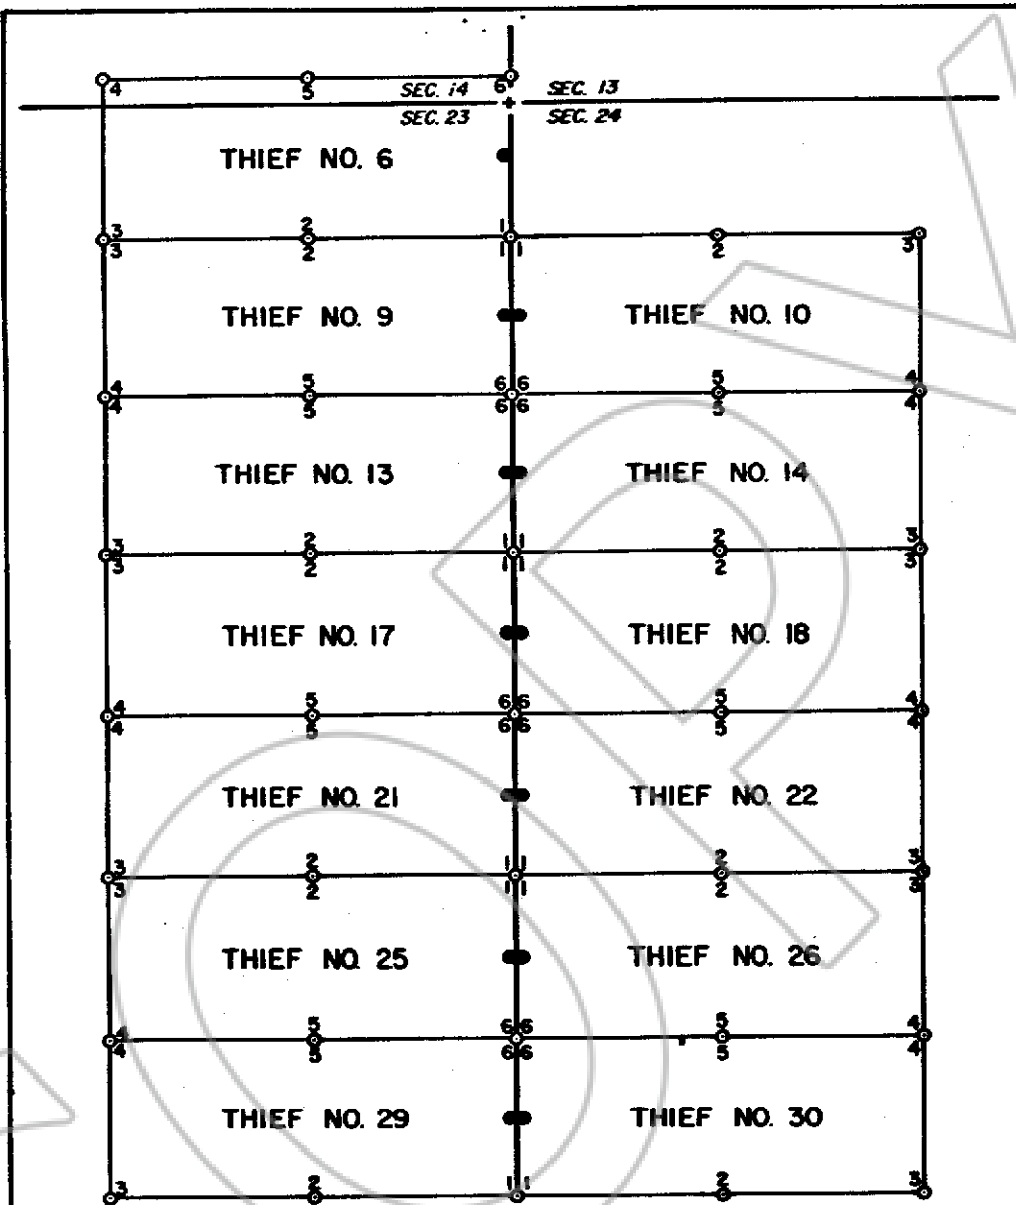 4 5 6 SEC. 14 SEC. 13
SEC. 23 SEC. 24
THIEF NO. 6
3 2 1
3 2 1 1 2 3
THIEF NO. 9 THIEF NO. 10
4 5 6 6 5 4
4 5 6 6 5 4
THIEF NO. 13 THIEF NO. 14
3 2 1 1 2 3
3 2 1 1 2 3
THIEF NO. 17 THIEF NO. 18
4 5 6 6 5 4
4 5 6 6 5 4
THIEF NO. 21 THIEF NO. 22
3 2 1 1 2 3
3 2 1 1 2 3
THIEF NO. 25 THIEF NO. 26
4 5 6 6 5 4
4 5 6 6 5 4
THIEF NO. 29 THIEF NO. 30
3 2 1 1 2 3